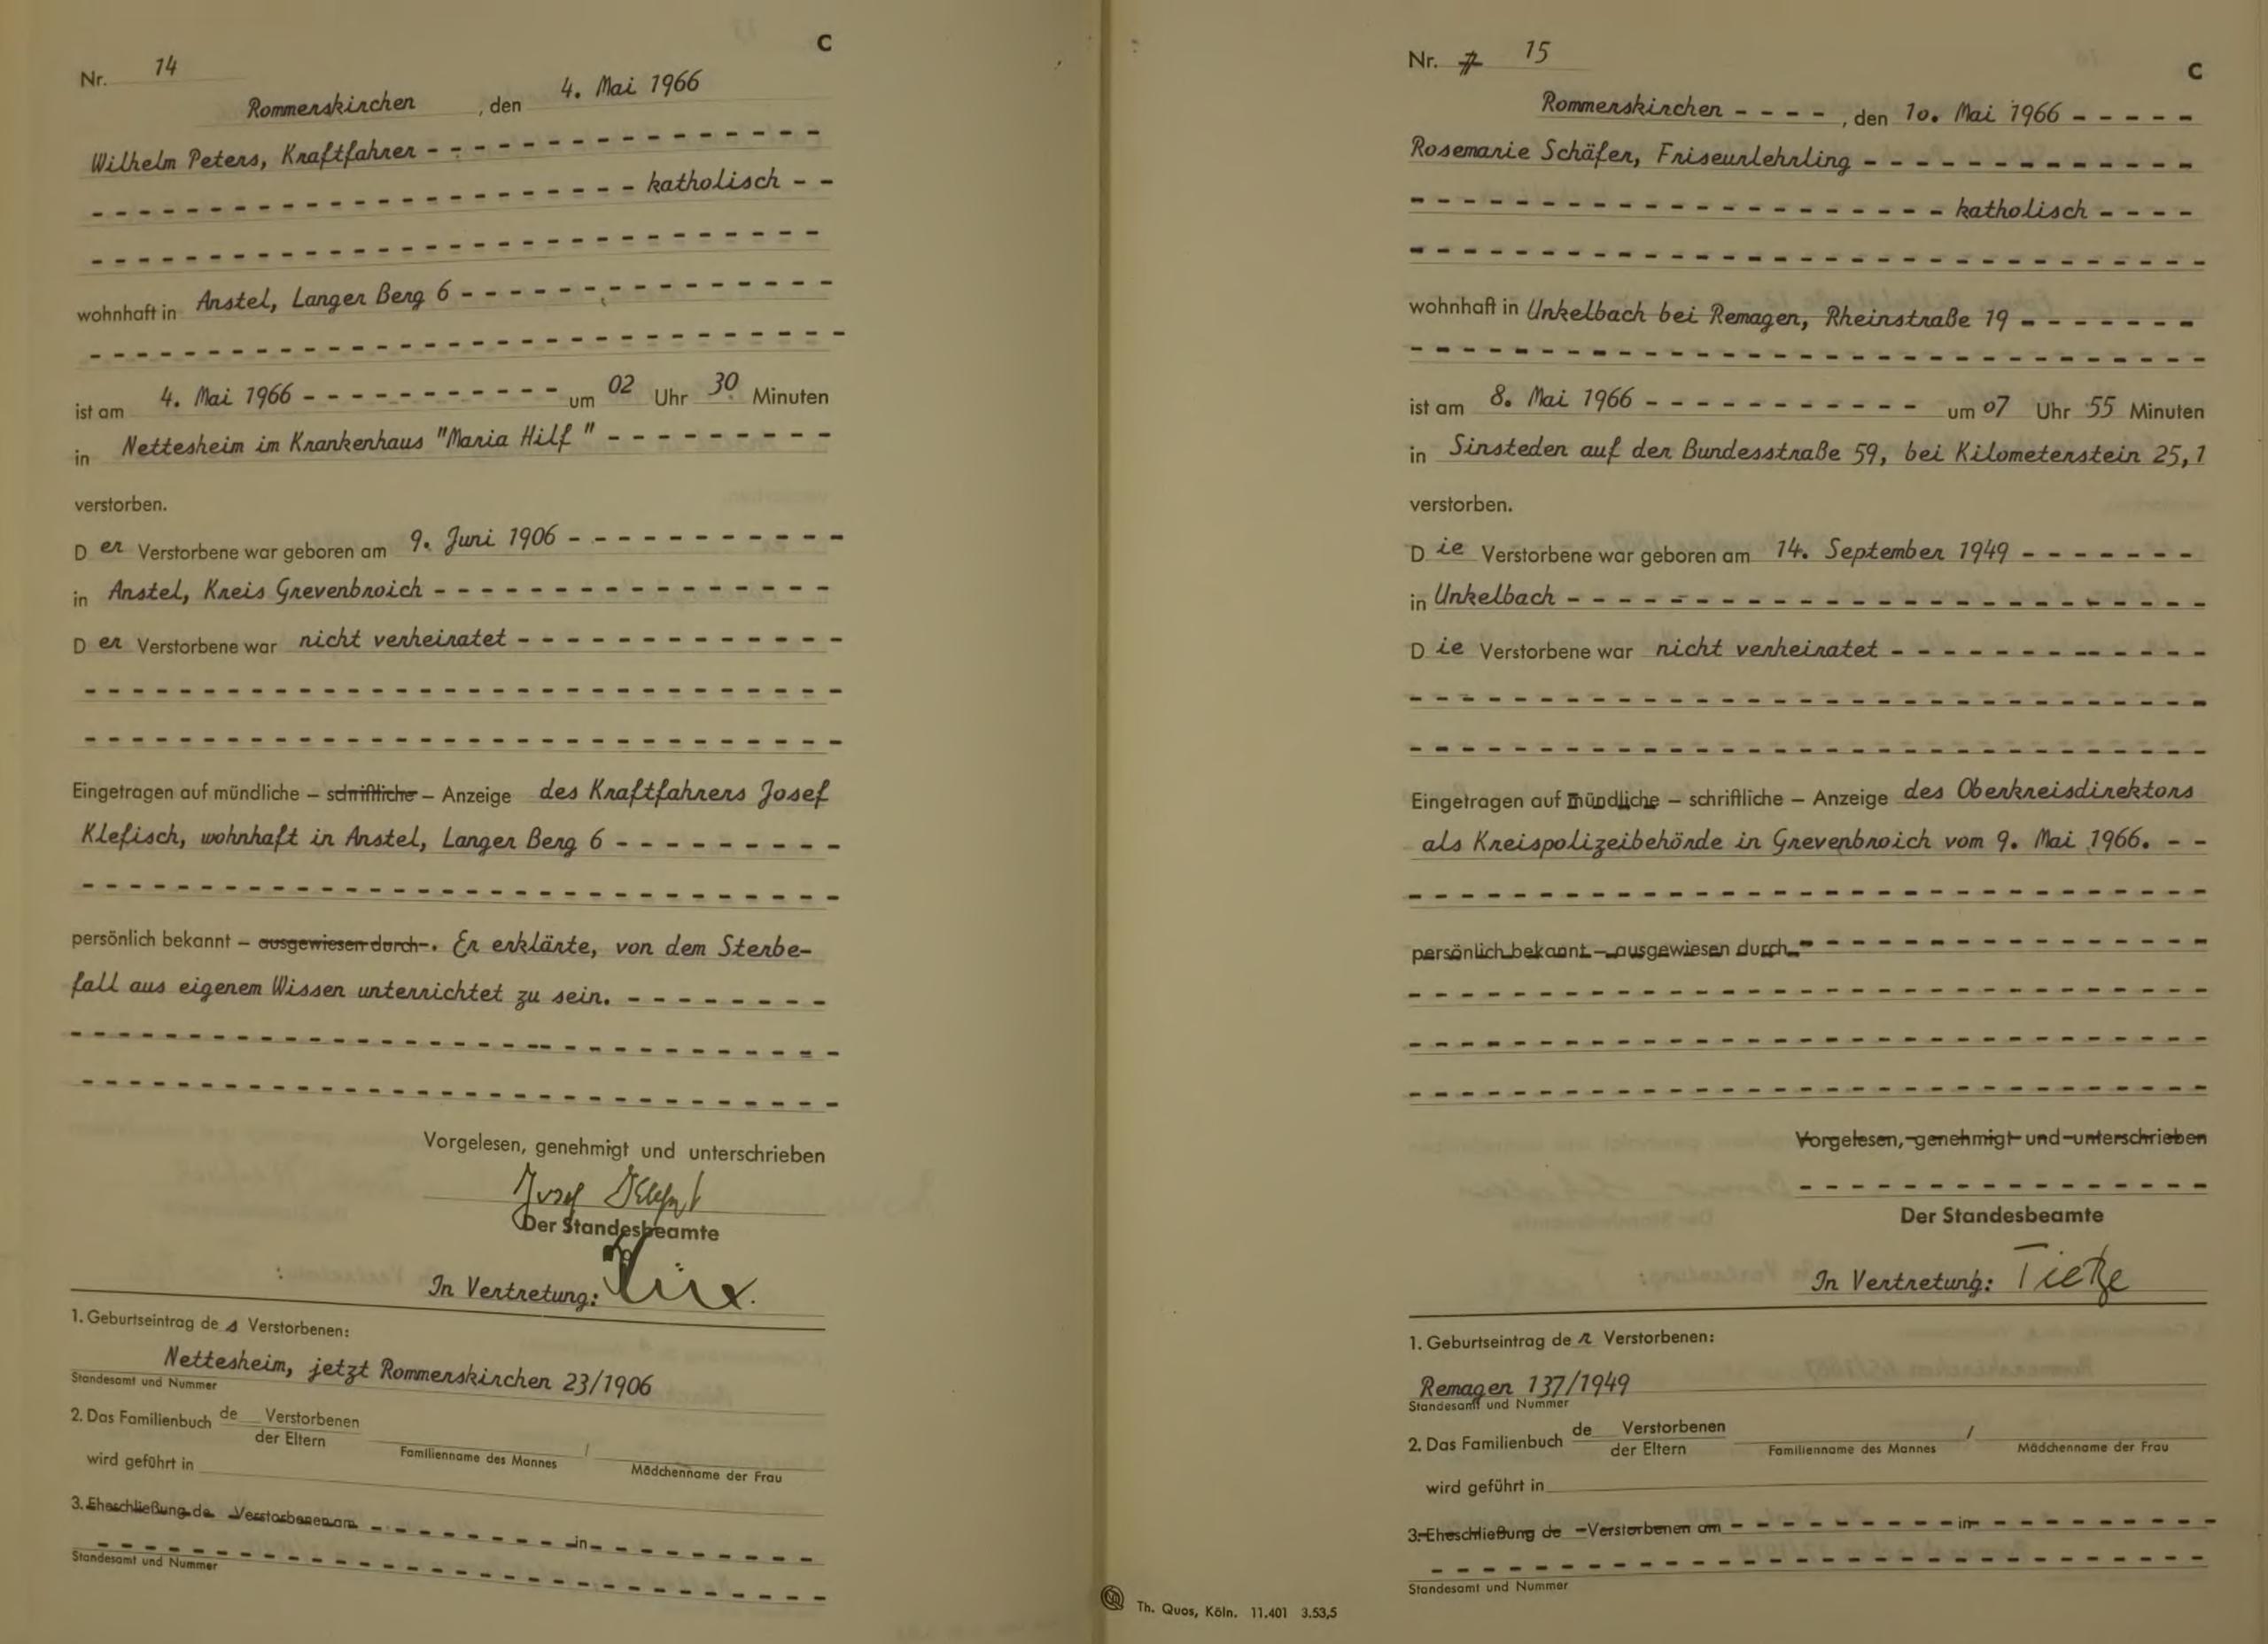 C
Nr. 14
Rommerskirchen, den 4. Mai 1966
Wilhelm Peters, Kraftfahrer - - - - - - - - - - - - - - - -
- - - - - - - - - - - - - - - - - - - - - - - katholisch - -
wohnhaft in Anstel, Langer Berg 6 - - - - - - - - - - - - - - -
ist am 4. Mai 1966 - - - - - - - - - - - um 02 Uhr 30 Minuten
in Nettesheim im Krankenhaus "Maria Hilf" - - - - - - - - -
verstorben.
Der Verstorbene war geboren am 9. Juni 1906 - - - - - - - - - - -
in Anstel, Kreis Grevenbroich - - - - - - - - - - - - - - - -
Der Verstorbene war nicht verheiratet - - - - - - - - - - - - -
Eingetragen auf mündliche – schriftliche – Anzeige des Kraftfahrers Josef
Klefisch, wohnhaft in Anstel, Langer Berg 6 - - - - - - - - -
persönlich bekannt – ausgewiesen durch -. Er erklärte, von dem Sterbe-
fall aus eigenem Wissen unterrichtet zu sein. - - - - - - - -
Vorgelesen, genehmigt und unterschrieben
Josef
Der Standesbeamte
In Vertretung:
1. Geburtseintrag des Verstorbenen:
Nettesheim, jetzt Rommerskirchen 23/1906
Standesamt und Nummer
2. Das Familienbuch de Verstorbenen
der Eltern
/
Familienname des Mannes Mädchenname der Frau
wird geführt in
3. Eheschließung de Verstorbenen am - - - - - - - - in - - - - - - - - -
Standesamt und Nummer
Nr. 7 15
C
Rommerskirchen - - - -, den 10. Mai 1966 - - - - -
Rosemarie Schäfer, Friseurlehrling - - - - - - - - - - - - -
- - - - - - - - - - - - - - - - - - - - - katholisch - - - -
wohnhaft in Unkelbach bei Remagen, Rheinstraße 19 - - - - - - -
ist am 8. Mai 1966 - - - - - - - - - - - um 07 Uhr 55 Minuten
in Sinsteden auf der Bundesstraße 59, bei Kilometerstein 25,1
verstorben.
Die Verstorbene war geboren am 14. September 1949 - - - - - - -
in Unkelbach - - - - - - - - - - - - - - - - - - - - - - - -
Die Verstorbene war nicht verheiratet - - - - - - - - - - - -
Eingetragen auf mündliche – schriftliche – Anzeige des Oberkreisdirektors
als Kreispolizeibehörde in Grevenbroich vom 9. Mai 1966. - -
persönlich bekannt – ausgewiesen durch - - - - - - - - - - - - - - - -
Vorgelesen, genehmigt und unterschrieben
Der Standesbeamte
In Vertretung: Tietze
1. Geburtseintrag der Verstorbenen:
Remagen 137/1949
Standesamt und Nummer
2. Das Familienbuch de Verstorbenen
der Eltern
/
Familienname des Mannes Mädchenname der Frau
wird geführt in
3. Eheschließung de Verstorbenen am - - - - - - - - - in - - - - - - - - - -
Standesamt und Nummer
Th. Quos, Köln. 11.401 3.53,5